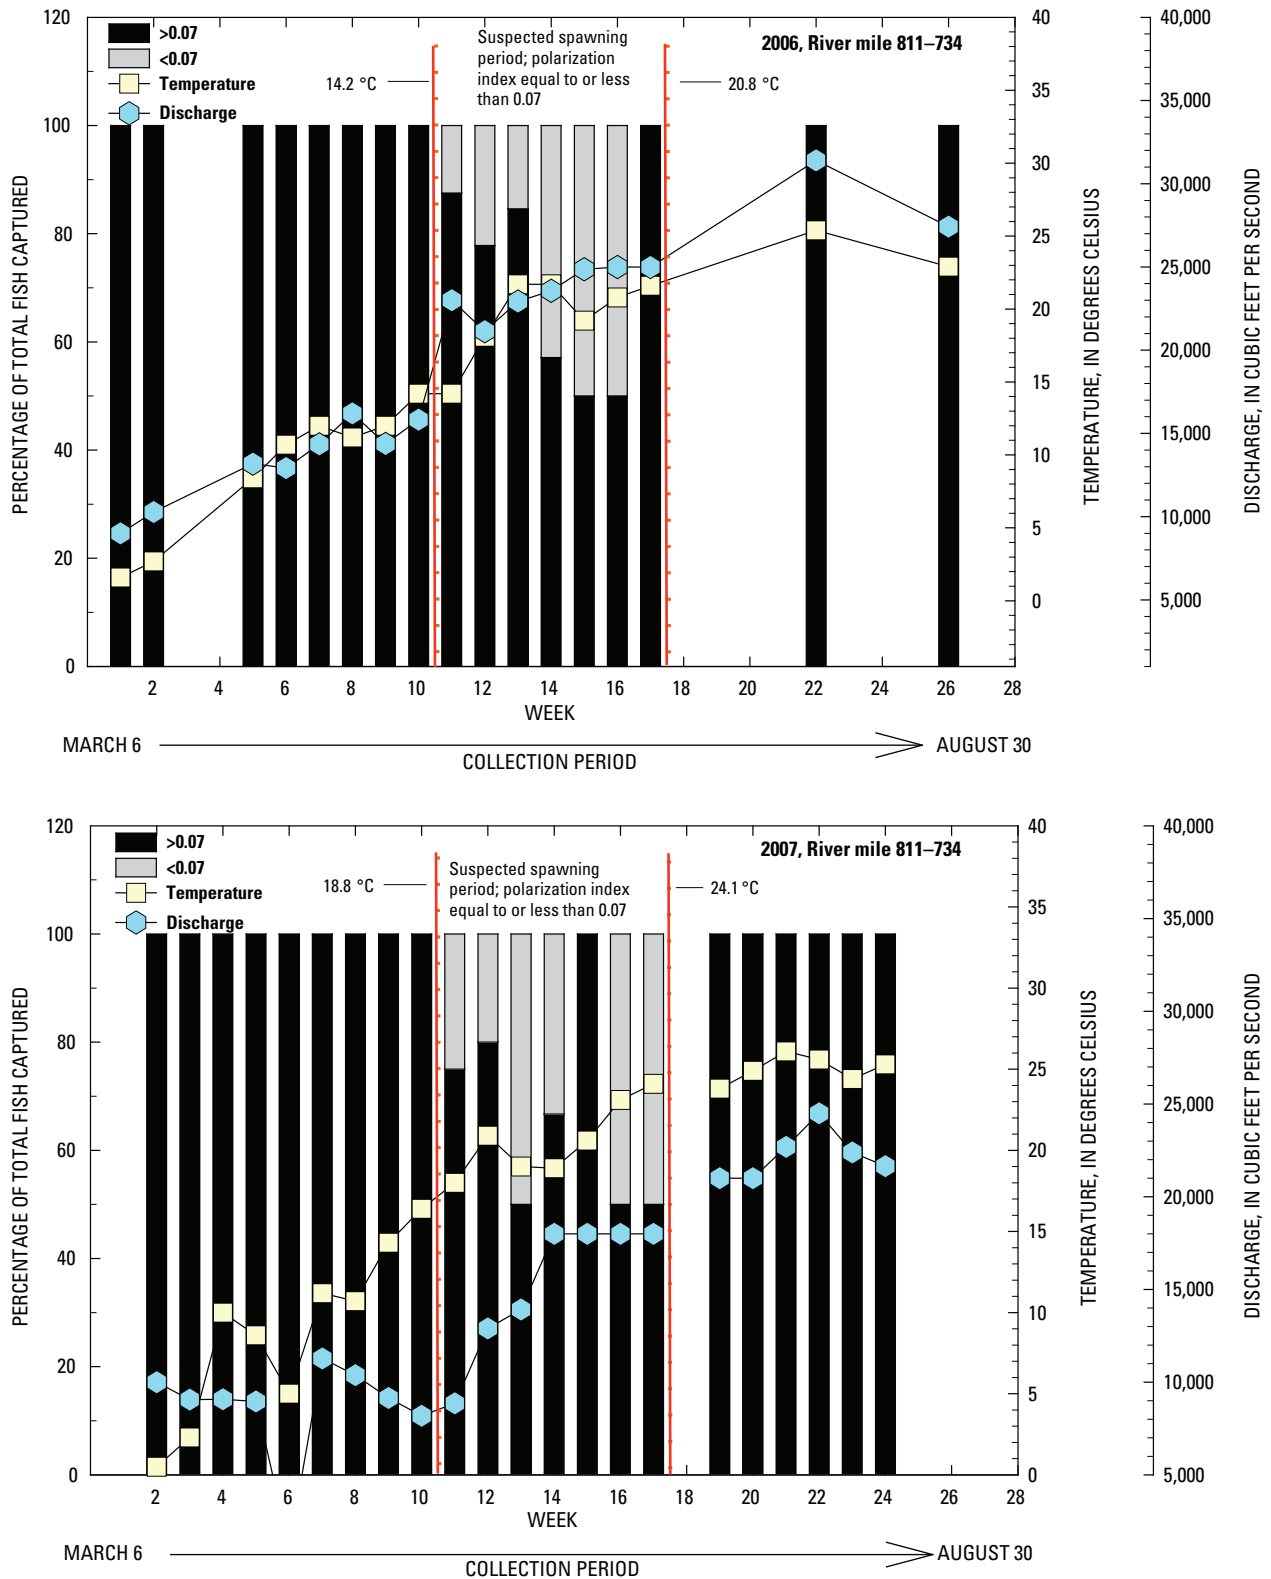 120
100
80
60
40
20
0
PERCENTAGE OF TOTAL FISH CAPTURED
>0.07
<0.07
Temperature
Discharge
14.2 °C
Suspected spawning
period; polarization
index equal to or less
than 0.07
2006, River mile 811–734
20.8 °C
40
35
30
25
20
15
10
5
0
TEMPERATURE, IN DEGREES CELSIUS
40,000
35,000
30,000
25,000
20,000
15,000
10,000
5,000
DISCHARGE, IN CUBIC FEET PER SECOND
2 4 6 8 10 12 14 16 18 20 22 24 26 28
WEEK
MARCH 6
AUGUST 30
COLLECTION PERIOD
120
100
80
60
40
20
0
PERCENTAGE OF TOTAL FISH CAPTURED
>0.07
<0.07
Temperature
Discharge
18.8 °C
Suspected spawning
period; polarization index
equal to or less than 0.07
2007, River mile 811–734
24.1 °C
40
35
30
25
20
15
10
5
0
TEMPERATURE, IN DEGREES CELSIUS
40,000
35,000
30,000
25,000
20,000
15,000
10,000
5,000
DISCHARGE, IN CUBIC FEET PER SECOND
2 4 6 8 10 12 14 16 18 20 22 24 26 28
WEEK
MARCH 6
AUGUST 30
COLLECTION PERIOD